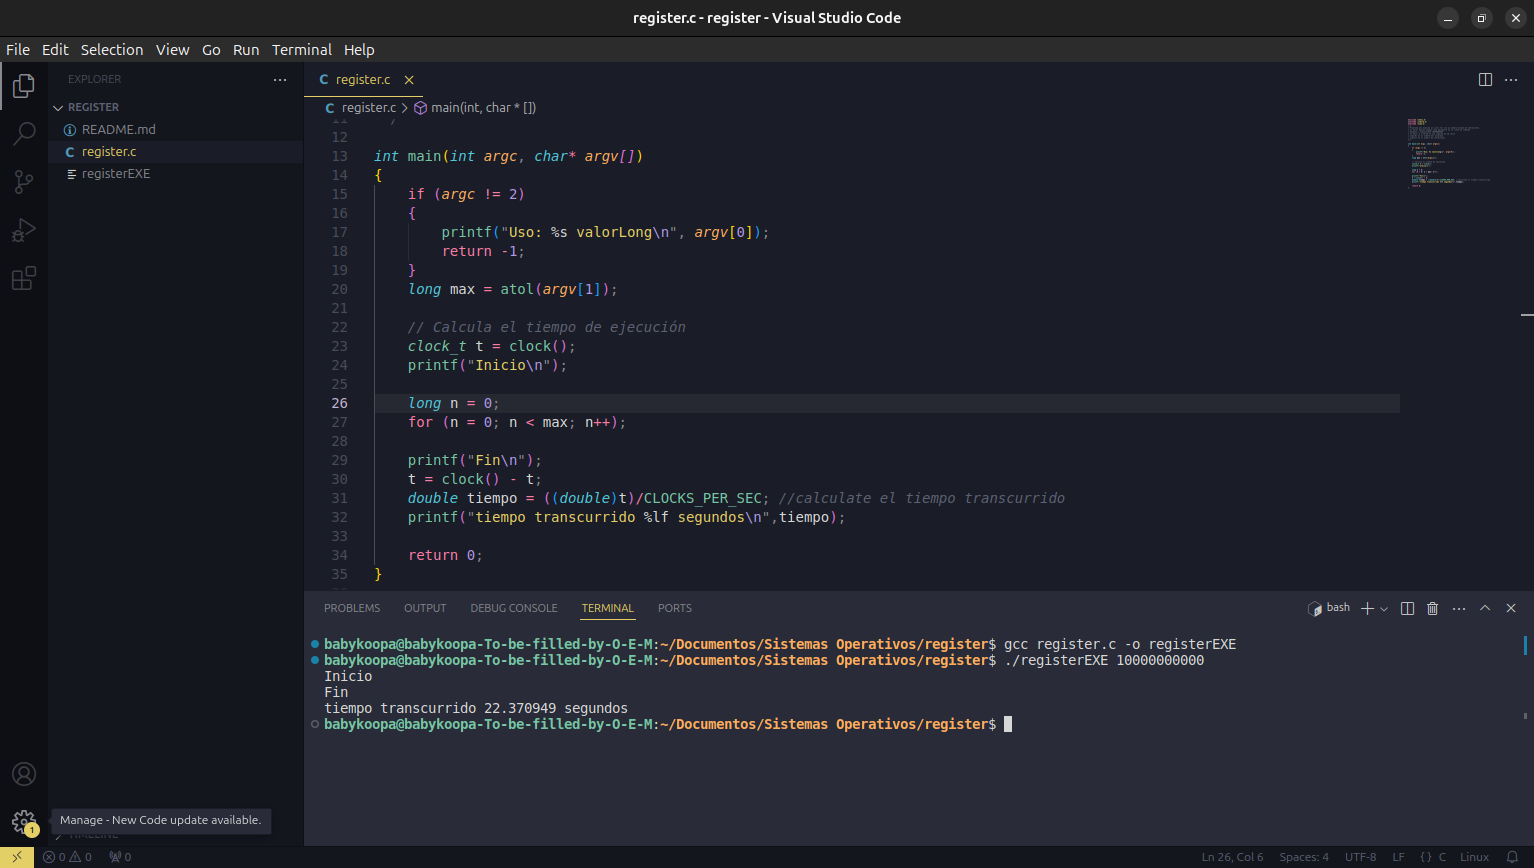 register.c - register - Visual Studio Code
File Edit Selection View Go Run Terminal Help
EXPLORER
REGISTER
README.md
register.c
registerEXE
TIMELINE
register.c
register.c > main(int, char * [])
11 /
12
13 int main(int argc, char* argv[])
14 {
15 if (argc != 2)
16 {
17 printf("Uso: %s valorLong\n", argv[0]);
18 return -1;
19 }
20 long max = atol(argv[1]);
21
22 // Calcula el tiempo de ejecución
23 clock_t t = clock();
24 printf("Inicio\n");
25
26 long n = 0;
27 for (n = 0; n < max; n++);
28
29 printf("Fin\n");
30 t = clock() - t;
31 double tiempo = ((double)t)/CLOCKS_PER_SEC; //calculate el tiempo transcurrido
32 printf("tiempo transcurrido %lf segundos\n",tiempo);
33
34 return 0;
35 }
PROBLEMS OUTPUT DEBUG CONSOLE TERMINAL PORTS
bash
babykoopa@babykoopa-To-be-filled-by-O-E-M:~/Documentos/Sistemas Operativos/register$ gcc register.c -o registerEXE
babykoopa@babykoopa-To-be-filled-by-O-E-M:~/Documentos/Sistemas Operativos/register$ ./registerEXE 10000000000
Inicio
Fin
tiempo transcurrido 22.370949 segundos
babykoopa@babykoopa-To-be-filled-by-O-E-M:~/Documentos/Sistemas Operativos/register$
Manage - New Code update available.
1
0 0 0
Ln 26, Col 6 Spaces: 4 UTF-8 LF {} C Linux